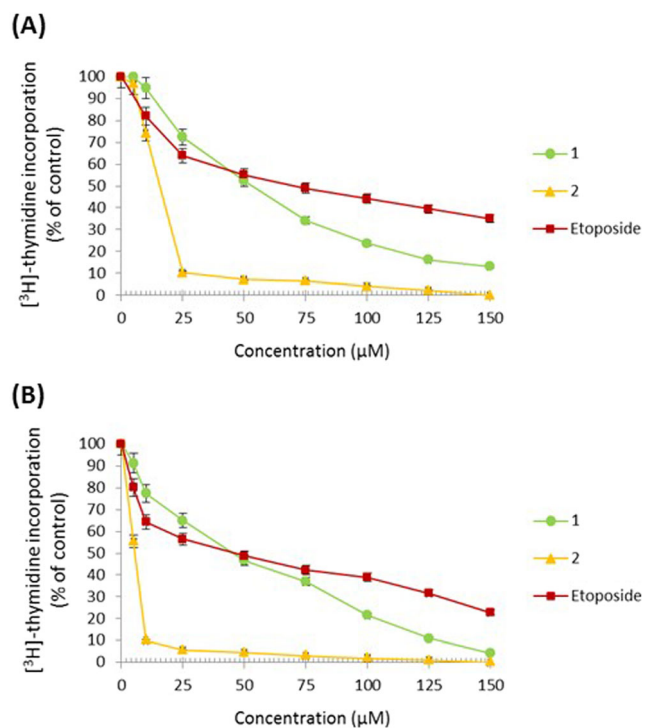 (A)
[³H]-thymidine incorporation
(% of control)
100
90
80
70
60
50
40
30
20
10
0
0 25 50 75 100 125 150
Concentration (µM)
1
2
Etoposide
(B)
[³H]-thymidine incorporation
(% of control)
100
90
80
70
60
50
40
30
20
10
0
0 25 50 75 100 125 150
Concentration (µM)
1
2
Etoposide